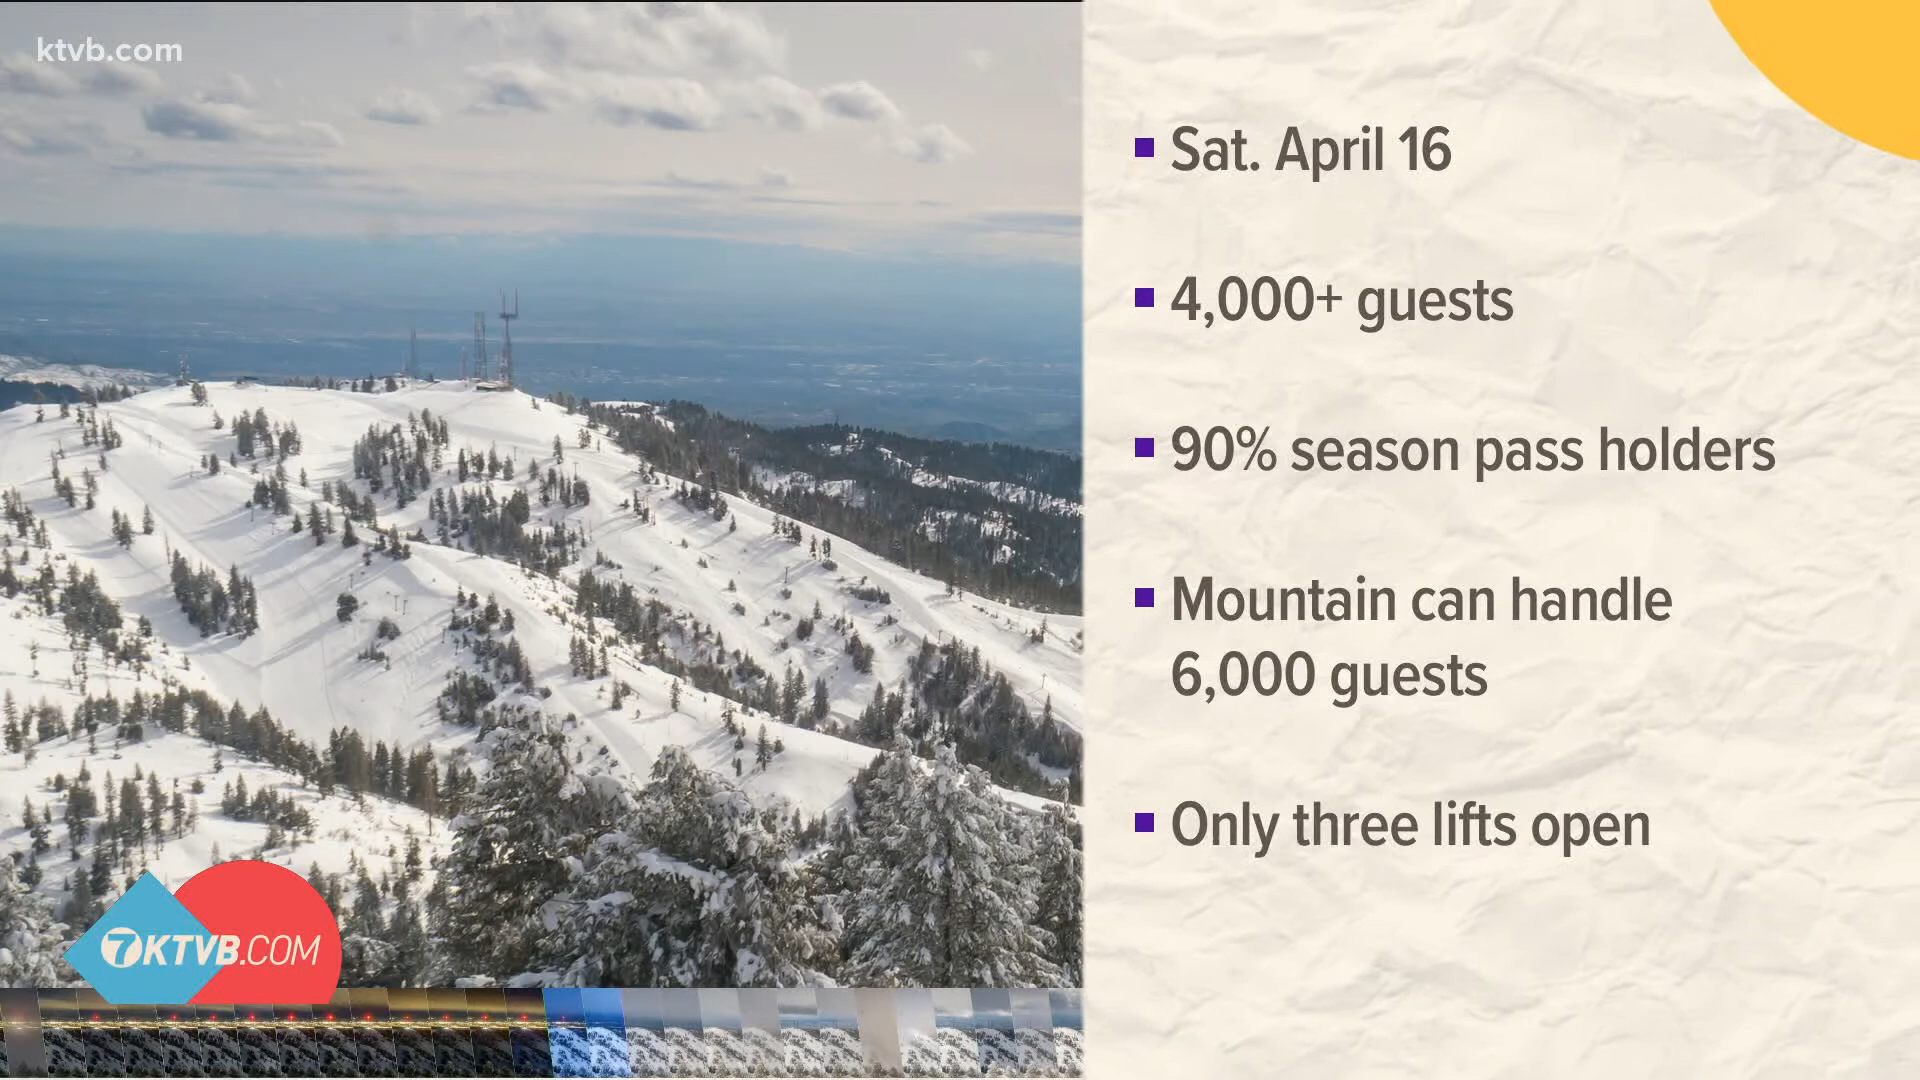 ktvb.com
Sat. April 16
4,000+ guests
90% season pass holders
Mountain can handle
6,000 guests
Only three lifts open
7KTVB.COM